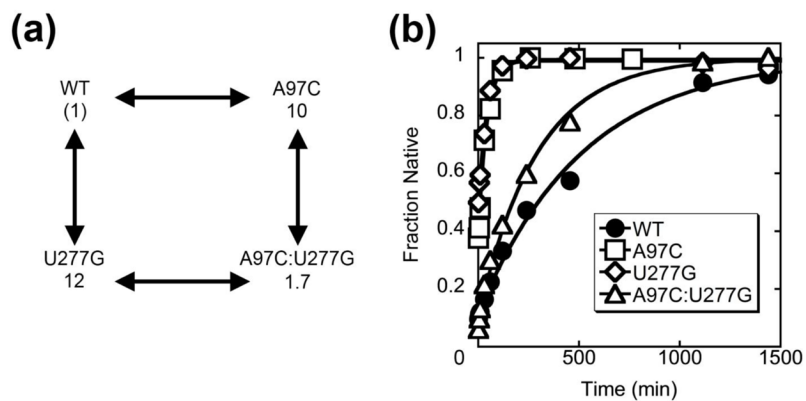 (a)
WT
(1)
A97C
10
U277G
12
A97C:U277G
1.7
(b)
Fraction Native
1
0.8
0.6
0.4
0.2
0
500
1000
1500
Time (min)
WT
A97C
U277G
A97C:U277G